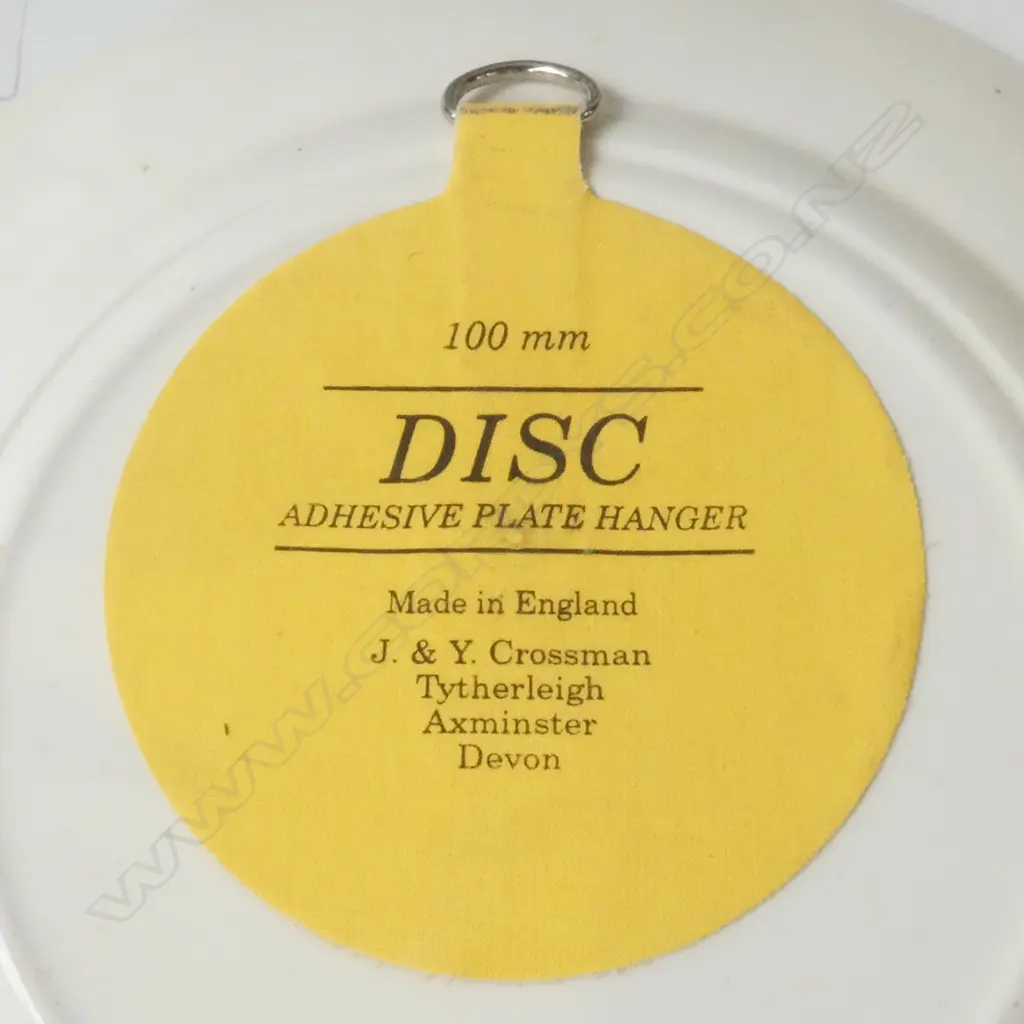 100 mm
DISC
ADHESIVE PLATE HANGER
Made in England
J. & Y. Crossman
Tytherleigh
Axminster
Devon